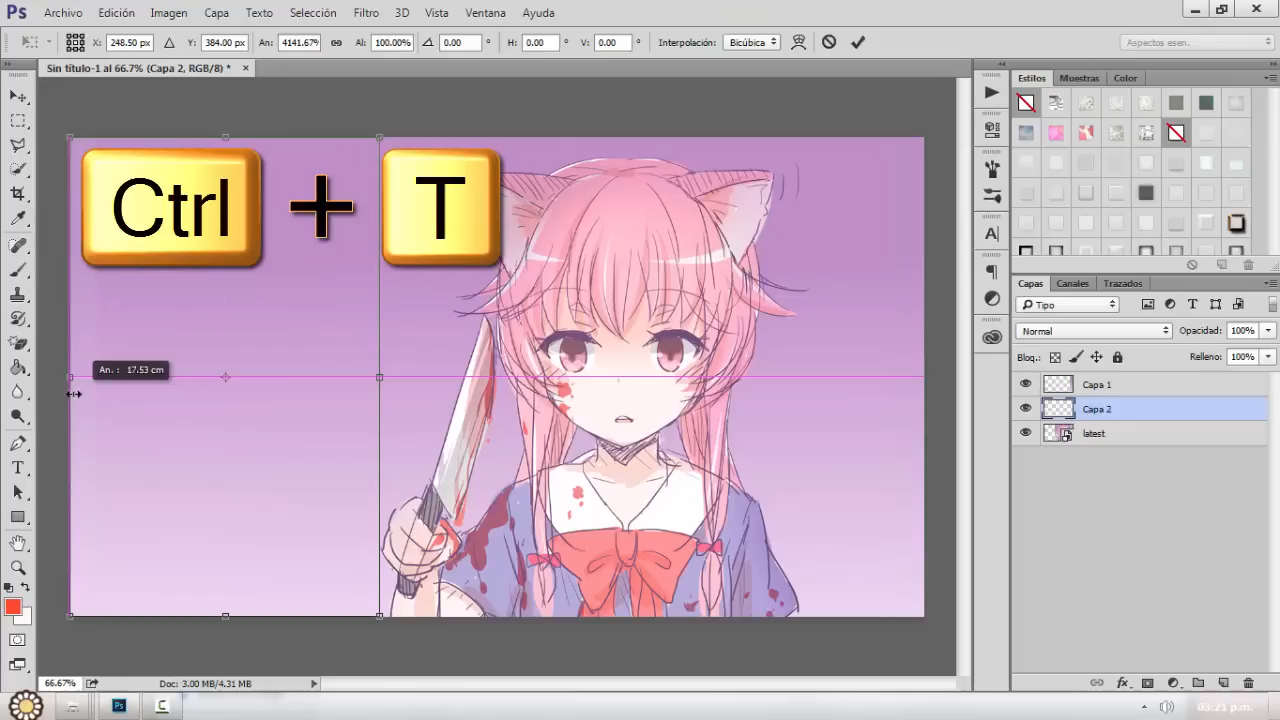 Ps Archivo Edición Imagen Capa Texto Selección Filtro 3D Vista Ventana Ayuda
X: 248.50 px Y: 384.00 px An: 4141.67% Al: 100.00% 0.00 ° H: 0.00 ° V: 0.00 ° Interpolación: Bicúbica Aspectos esen.
Sin título-1 al 66.7% (Capa 2, RGB/8) * ×
Estilos Muestras Color
Ctrl + T
An. : 17.53 cm
Capas Canales Trazados
Tipo
Normal Opacidad: 100%
Bloq.: Relleno: 100%
Capa 1
Capa 2
latest
66.67% Doc: 3.00 MB/4.31 MB
03:21 p.m.